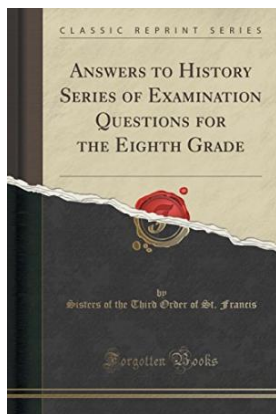 CLASSIC REPRINT SERIES
ANSWERS TO HISTORY
SERIES OF EXAMINATION
QUESTIONS FOR
THE EIGHTH GRADE
by
Sisters of the Third Order of St. Francis
Forgotten Books